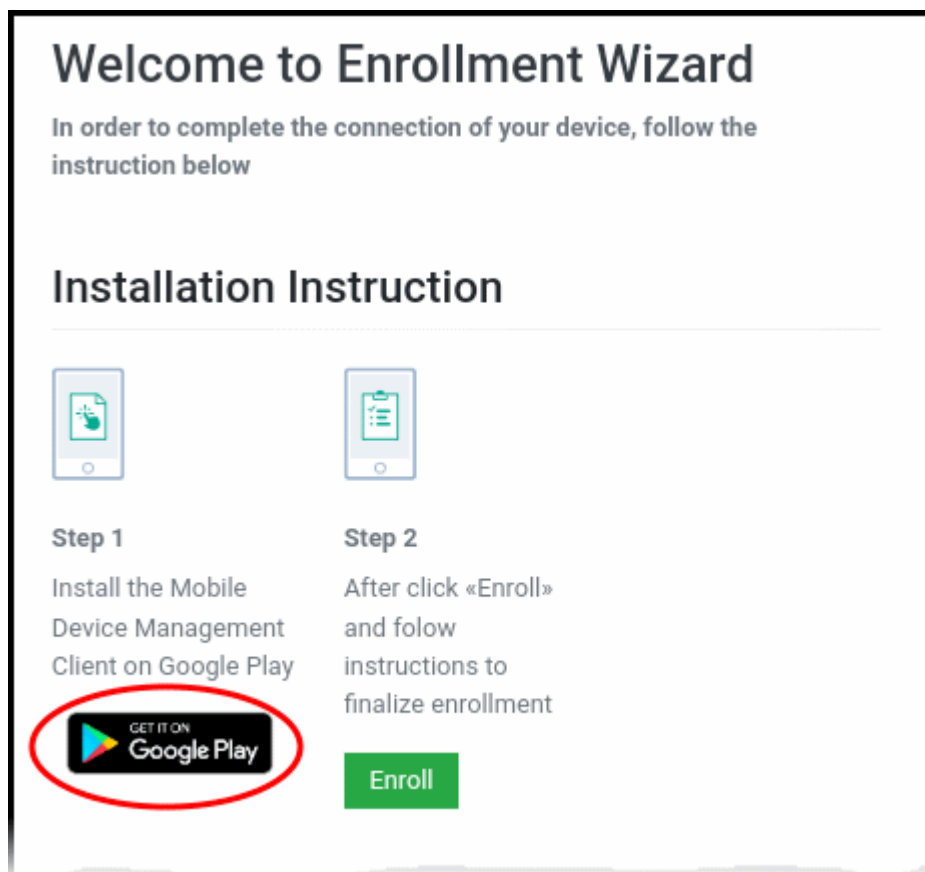 Welcome to Enrollment Wizard
In order to complete the connection of your device, follow the
instruction below
Installation Instruction
Step 1
Install the Mobile
Device Management
Client on Google Play
GET IT ON
Google Play
Step 2
After click «Enroll»
and folow
instructions to
finalize enrollment
Enroll